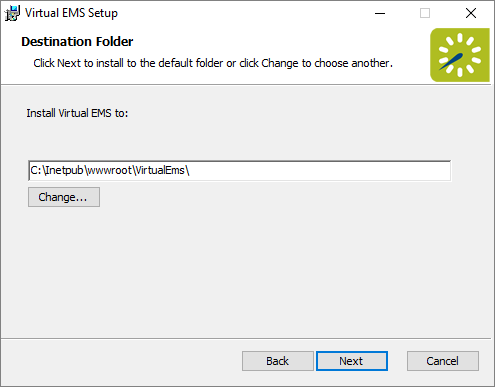 Virtual EMS Setup
Destination Folder
Click Next to install to the default folder or click Change to choose another.
Install Virtual EMS to:
C:\Inetpub\wwwroot\VirtualEms\
Change...
Back
Next
Cancel